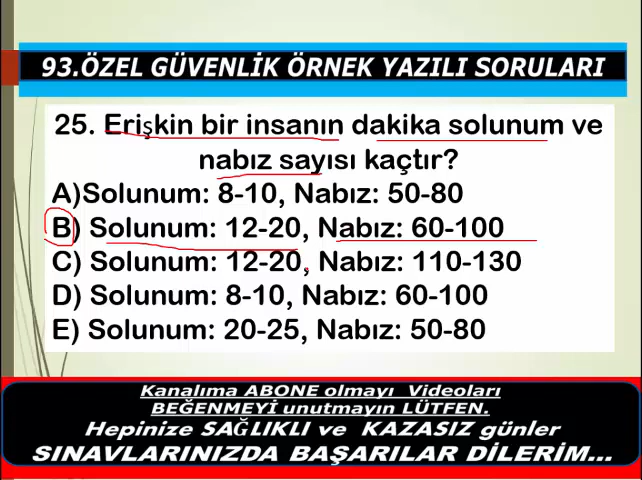 93.ÖZEL GÜVENLİK ÖRNEK YAZILI SORULARI
25. Erişkin bir insanın dakika solunum ve
nabız sayısı kaçtır?
A)Solunum: 8-10, Nabız: 50-80
B) Solunum: 12-20, Nabız: 60-100
C) Solunum: 12-20, Nabız: 110-130
D) Solunum: 8-10, Nabız: 60-100
E) Solunum: 20-25, Nabız: 50-80
Kanalıma ABONE olmayı Videoları
BEĞENMEYİ unutmayın LÜTFEN.
Hepinize SAĞLIKLI ve KAZASIZ günler
SINAVLARINIZDA BAŞARILAR DİLERİM...